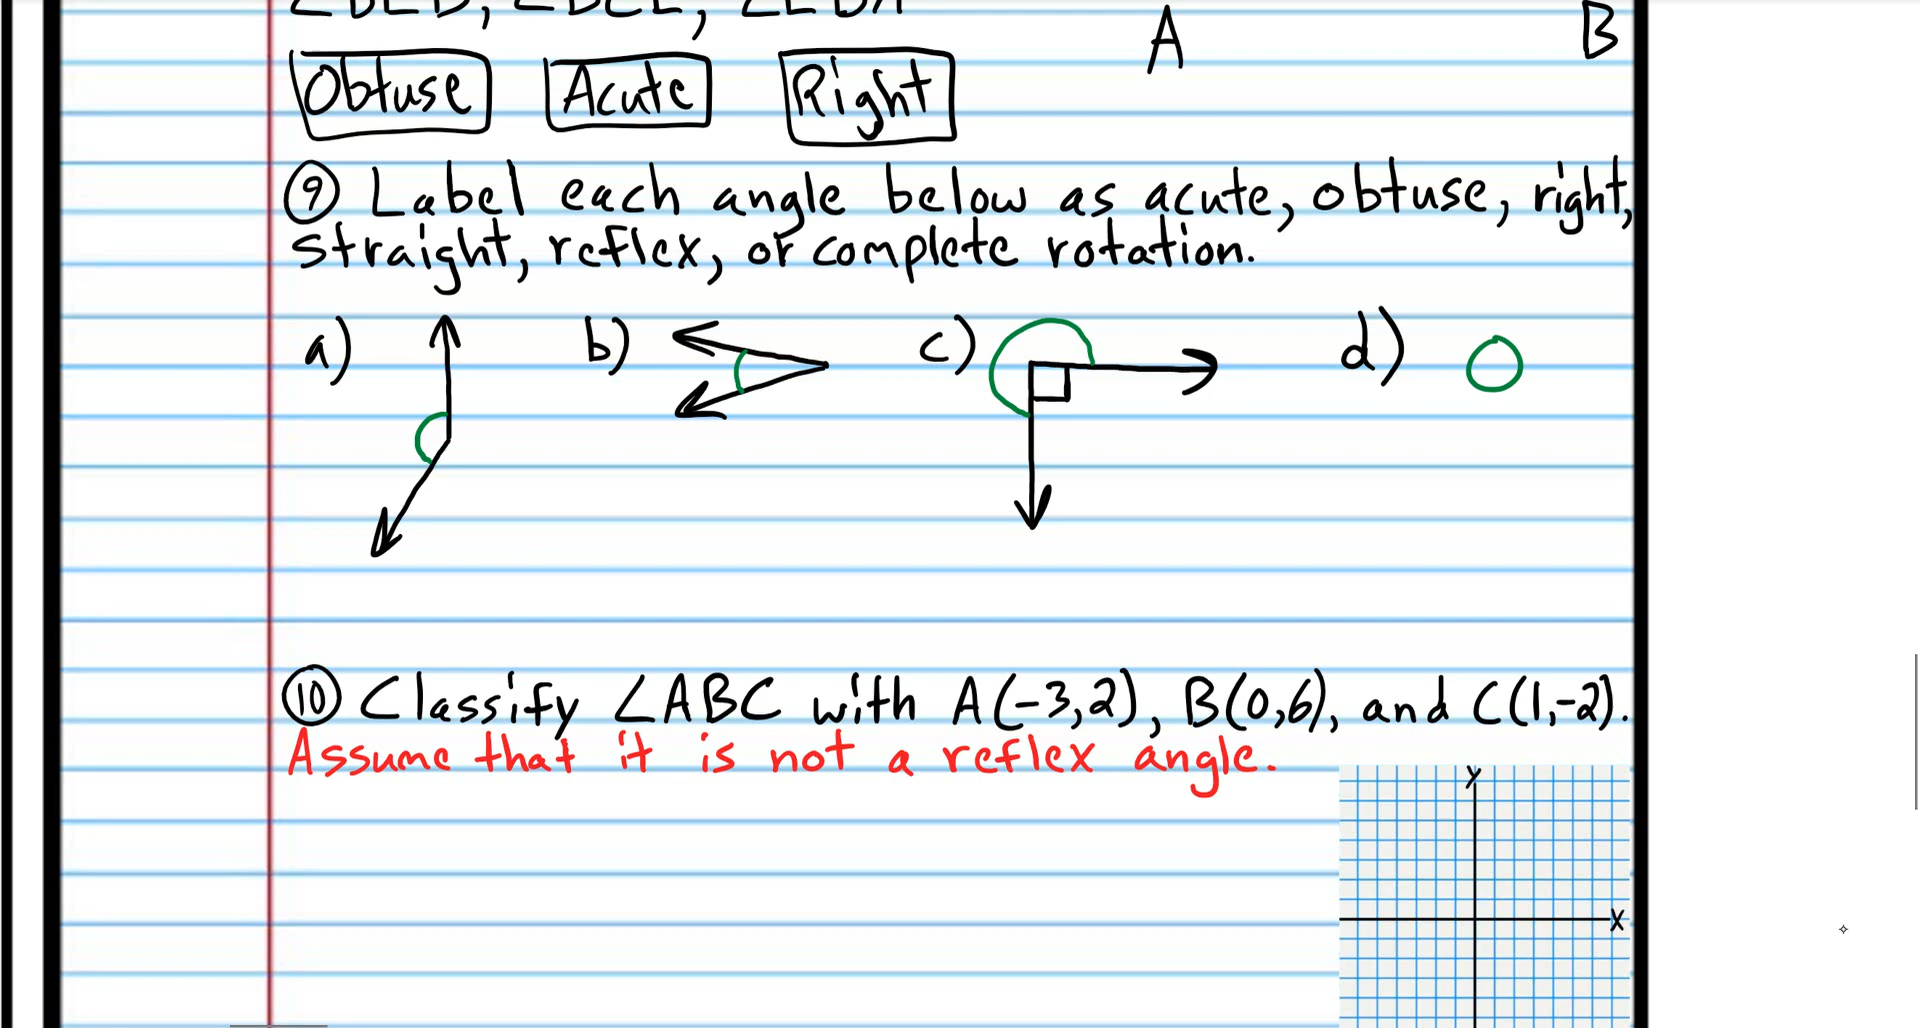 A B
Obtuse Acute Right
⑨ Label each angle below as acute, obtuse, right,
straight, reflex, or complete rotation.
a) b) c) d)
⑩ Classify ∠ABC with A(-3,2), B(0,6), and C(1,-2).
Assume that it is not a reflex angle.
y
x